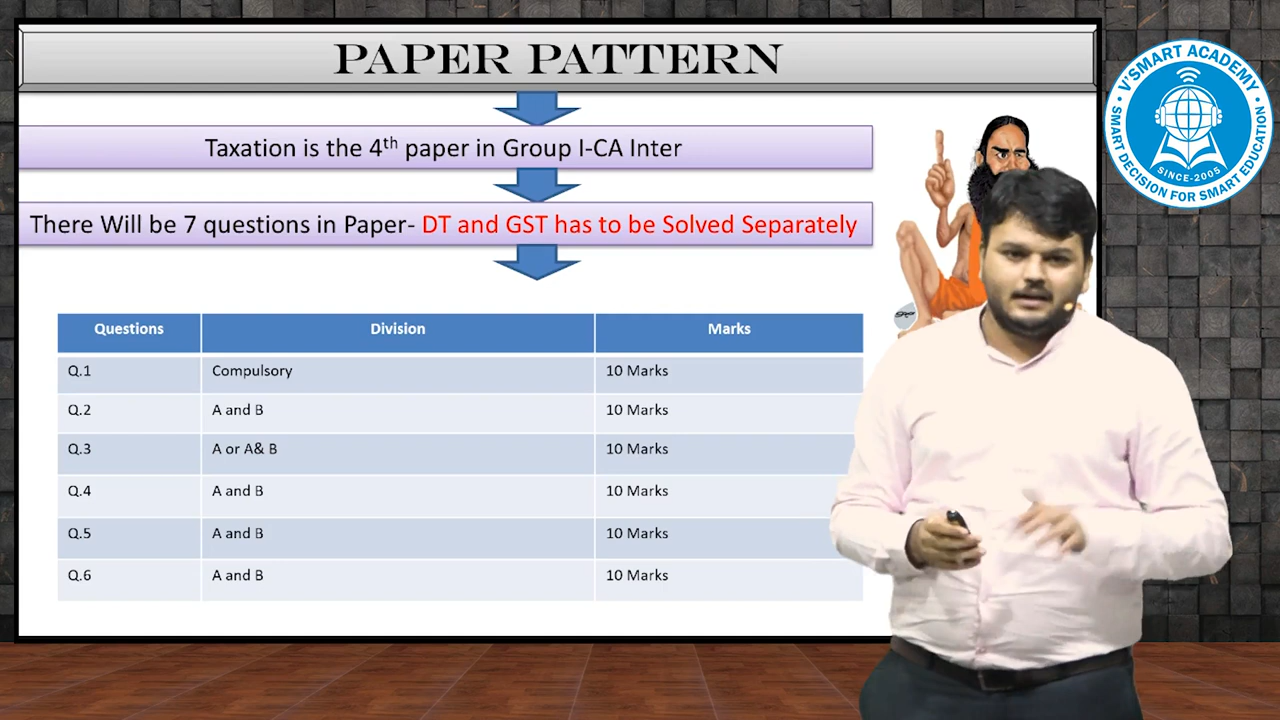 PAPER PATTERN
Taxation is the 4th paper in Group I-CA Inter
There Will be 7 questions in Paper- DT and GST has to be Solved Separately
Questions Division Marks
Q.1 Compulsory 10 Marks
Q.2 A and B 10 Marks
Q.3 A or A& B 10 Marks
Q.4 A and B 10 Marks
Q.5 A and B 10 Marks
Q.6 A and B 10 Marks
V'SMART ACADEMY
SINCE-2005
SMART DECISION FOR SMART EDUCATION